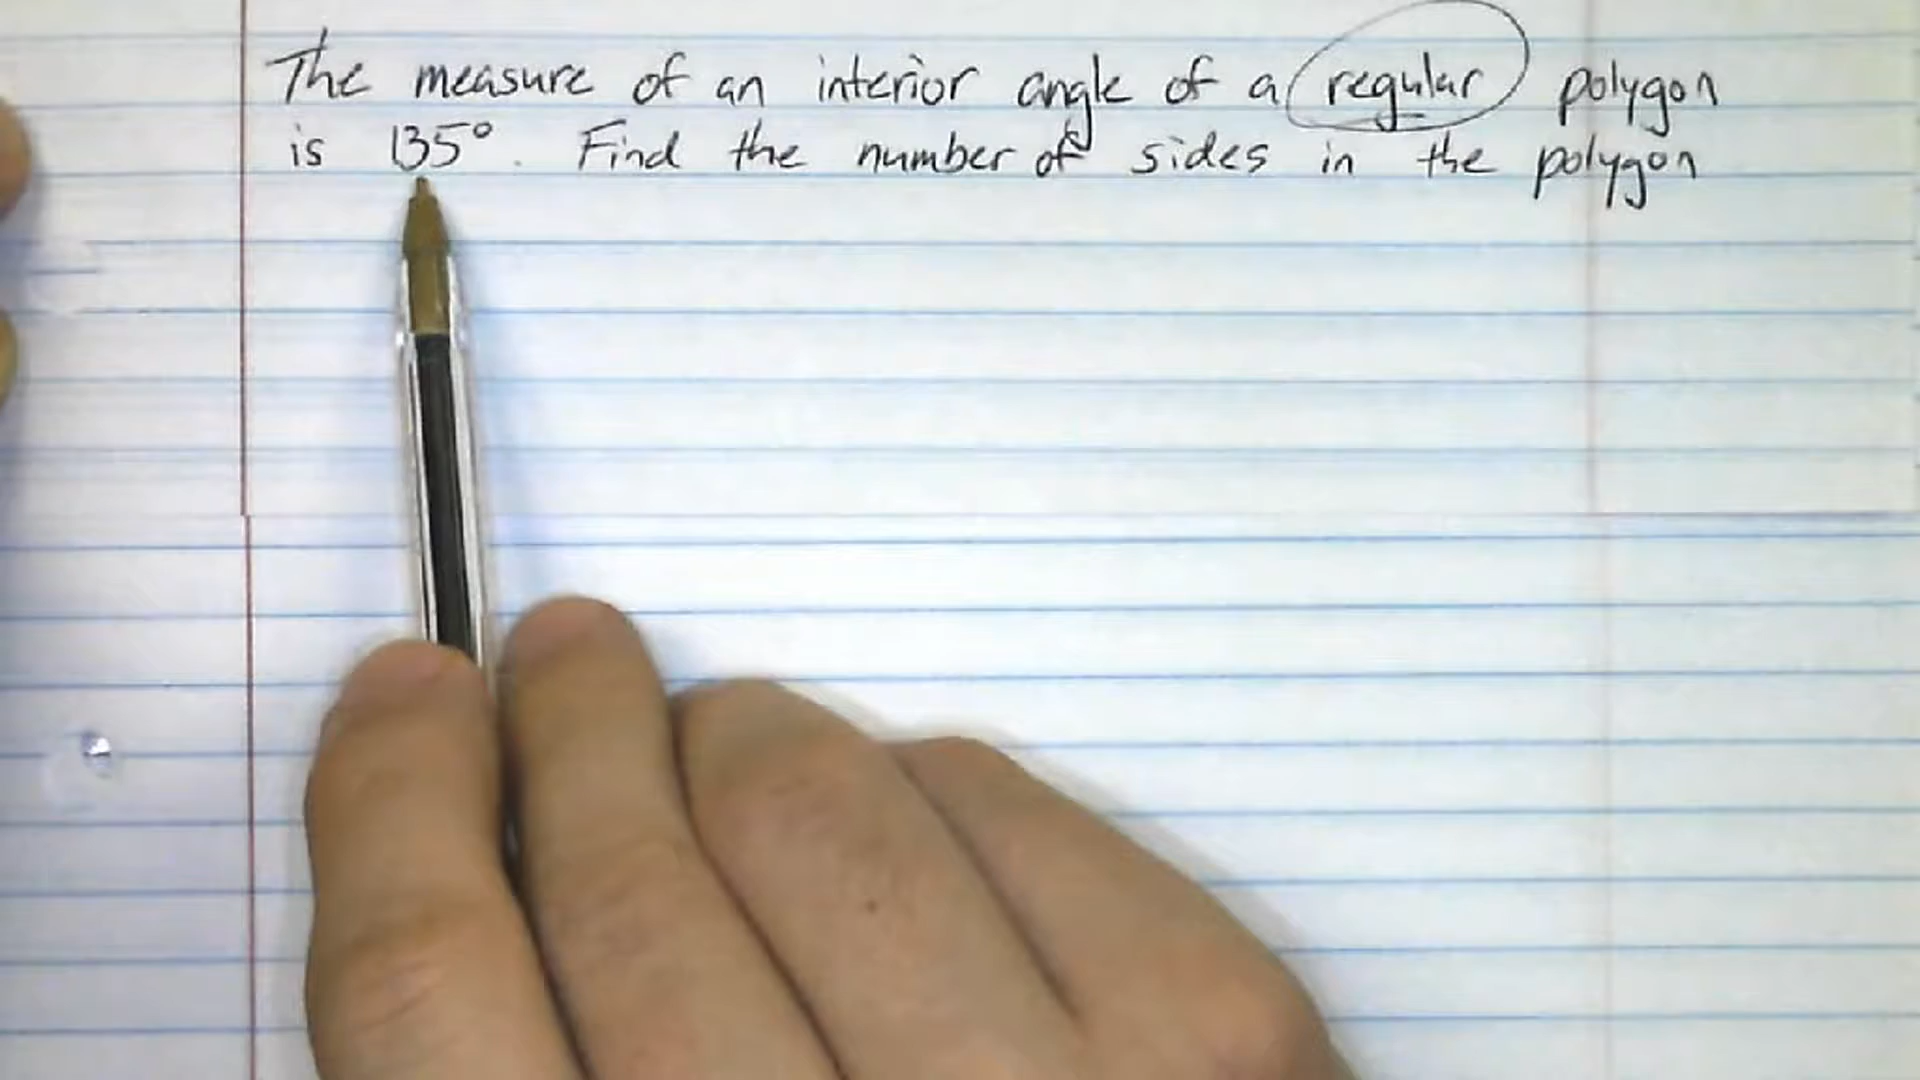 The measure of an interior angle of a regular polygon
is 135°. Find the number of sides in the polygon